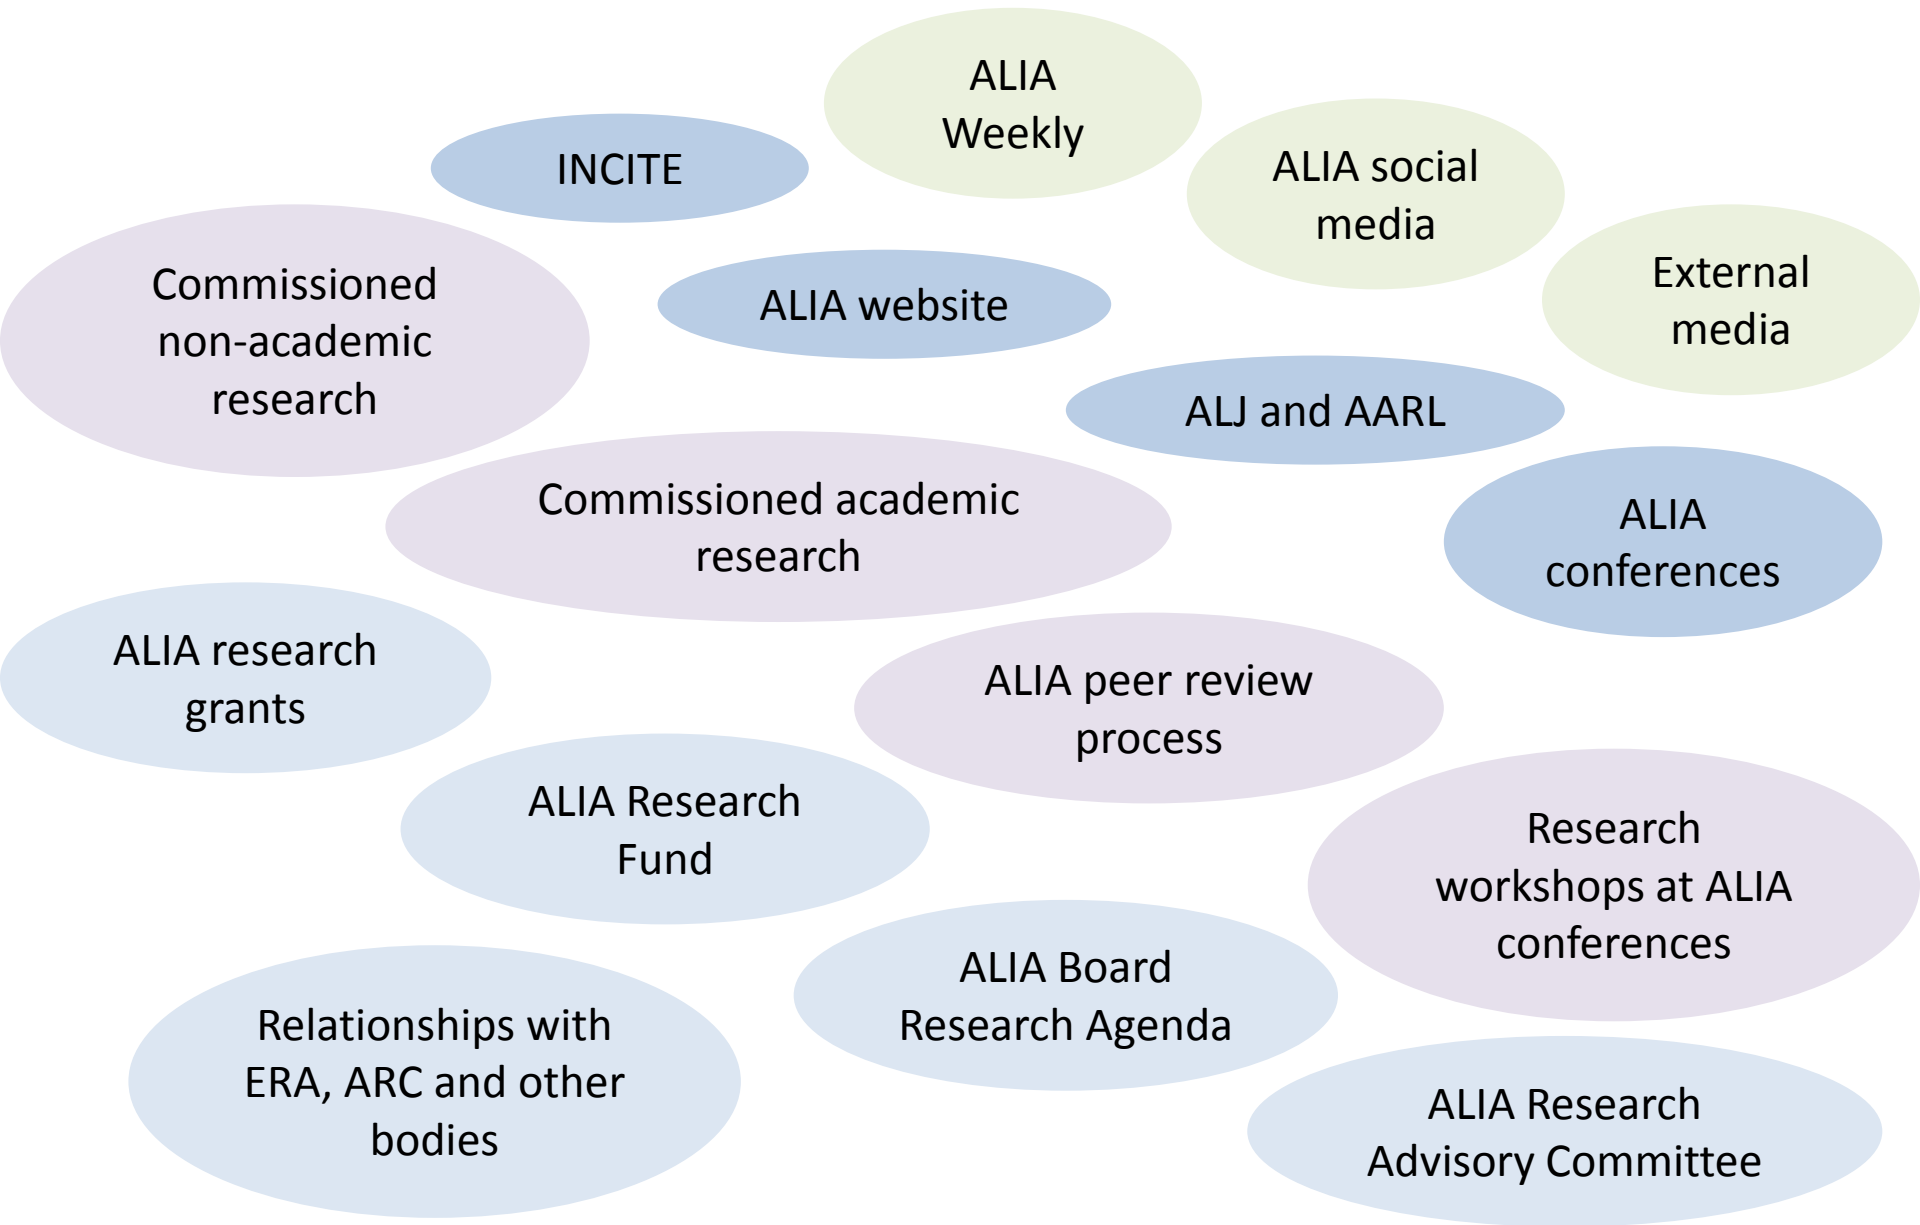 ALIA
Weekly
INCITE
ALIA social
media
External
media
Commissioned
non-academic
research
ALIA website
ALJ and AARL
Commissioned academic
research
ALIA
conferences
ALIA research
grants
ALIA peer review
process
ALIA Research
Fund
Research
workshops at ALIA
conferences
ALIA Board
Research Agenda
Relationships with
ERA, ARC and other
bodies
ALIA Research
Advisory Committee